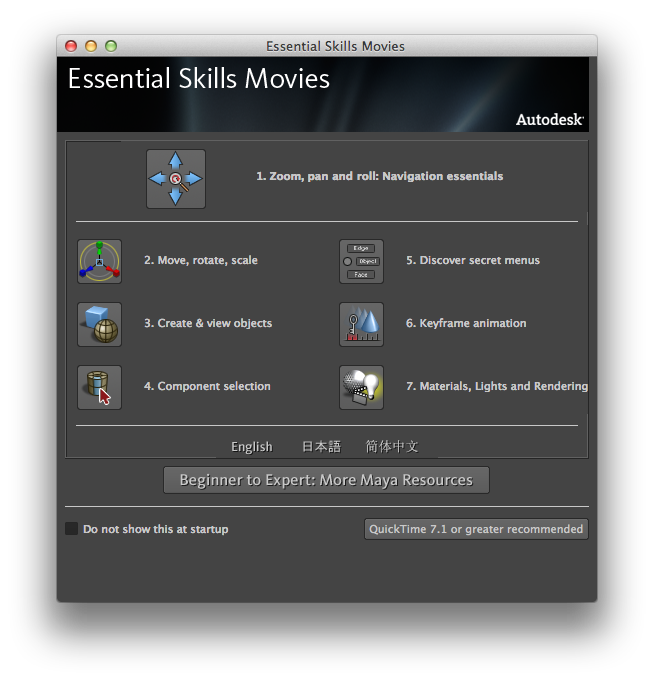 Essential Skills Movies
Essential Skills Movies
Autodesk
1. Zoom, pan and roll: Navigation essentials
2. Move, rotate, scale
Edge
Object
Face
5. Discover secret menus
3. Create & view objects
6. Keyframe animation
4. Component selection
7. Materials, Lights and Rendering
English 日本語 简体中文
Beginner to Expert: More Maya Resources
Do not show this at startup
QuickTime 7.1 or greater recommended